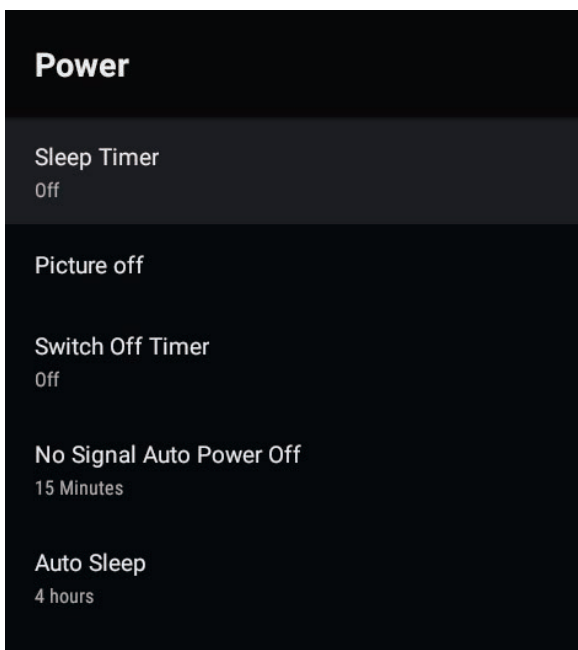 Power
Sleep Timer
Off
Picture off
Switch Off Timer
Off
No Signal Auto Power Off
15 Minutes
Auto Sleep
4 hours